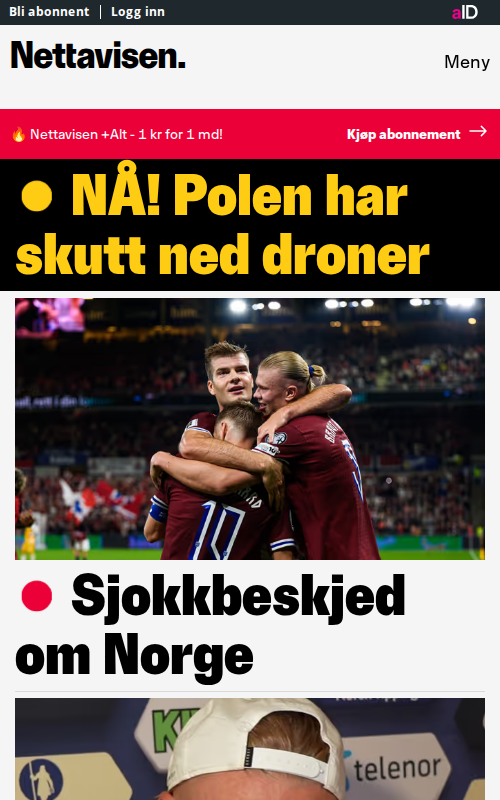 Bli abonnent | Logg inn
aID
Nettavisen.
Meny
🔥 Nettavisen +Alt - 1 kr for 1 md!
Kjøp abonnement →
NÅ! Polen har
skutt ned droner
10
Sjokkbeskjed
om Norge
telenor